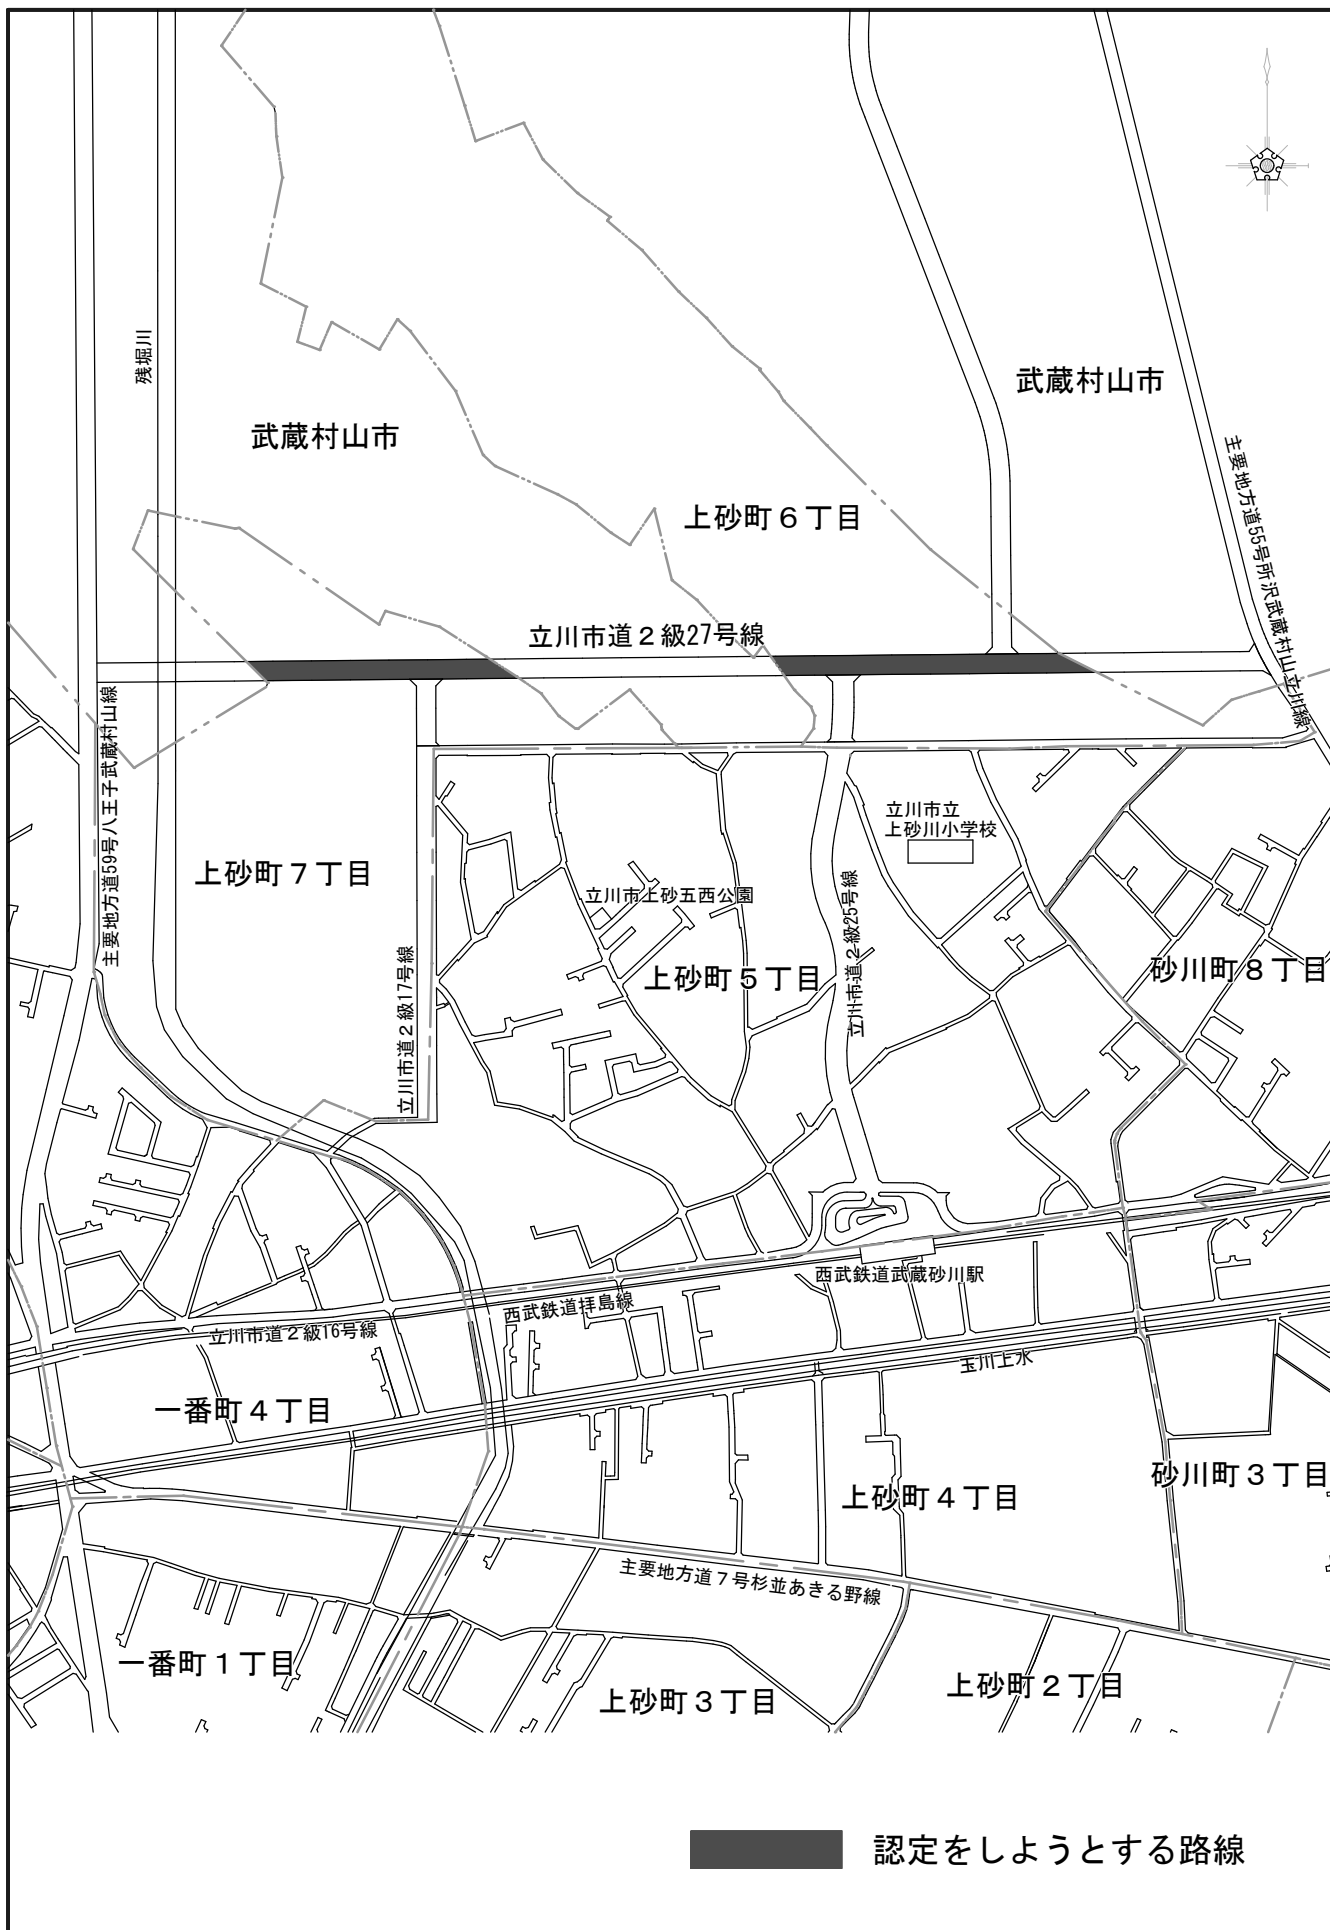 残堀川
武蔵村山市
武蔵村山市
主要地方道55号所沢武蔵村山立川線
上砂町６丁目
立川市道２級27号線
主要地方道59号八王子武蔵村山線
立川市立
上砂川小学校
上砂町７丁目
立川市上砂五西公園
立川市道２級25号線
立川市道２級17号線
上砂町５丁目
砂川町８丁目
西武鉄道武蔵砂川駅
西武鉄道拝島線
立川市道２級16号線
玉川上水
一番町４丁目
砂川町３丁目
上砂町４丁目
主要地方道７号杉並あきる野線
一番町１丁目
上砂町３丁目
上砂町２丁目
認定をしようとする路線